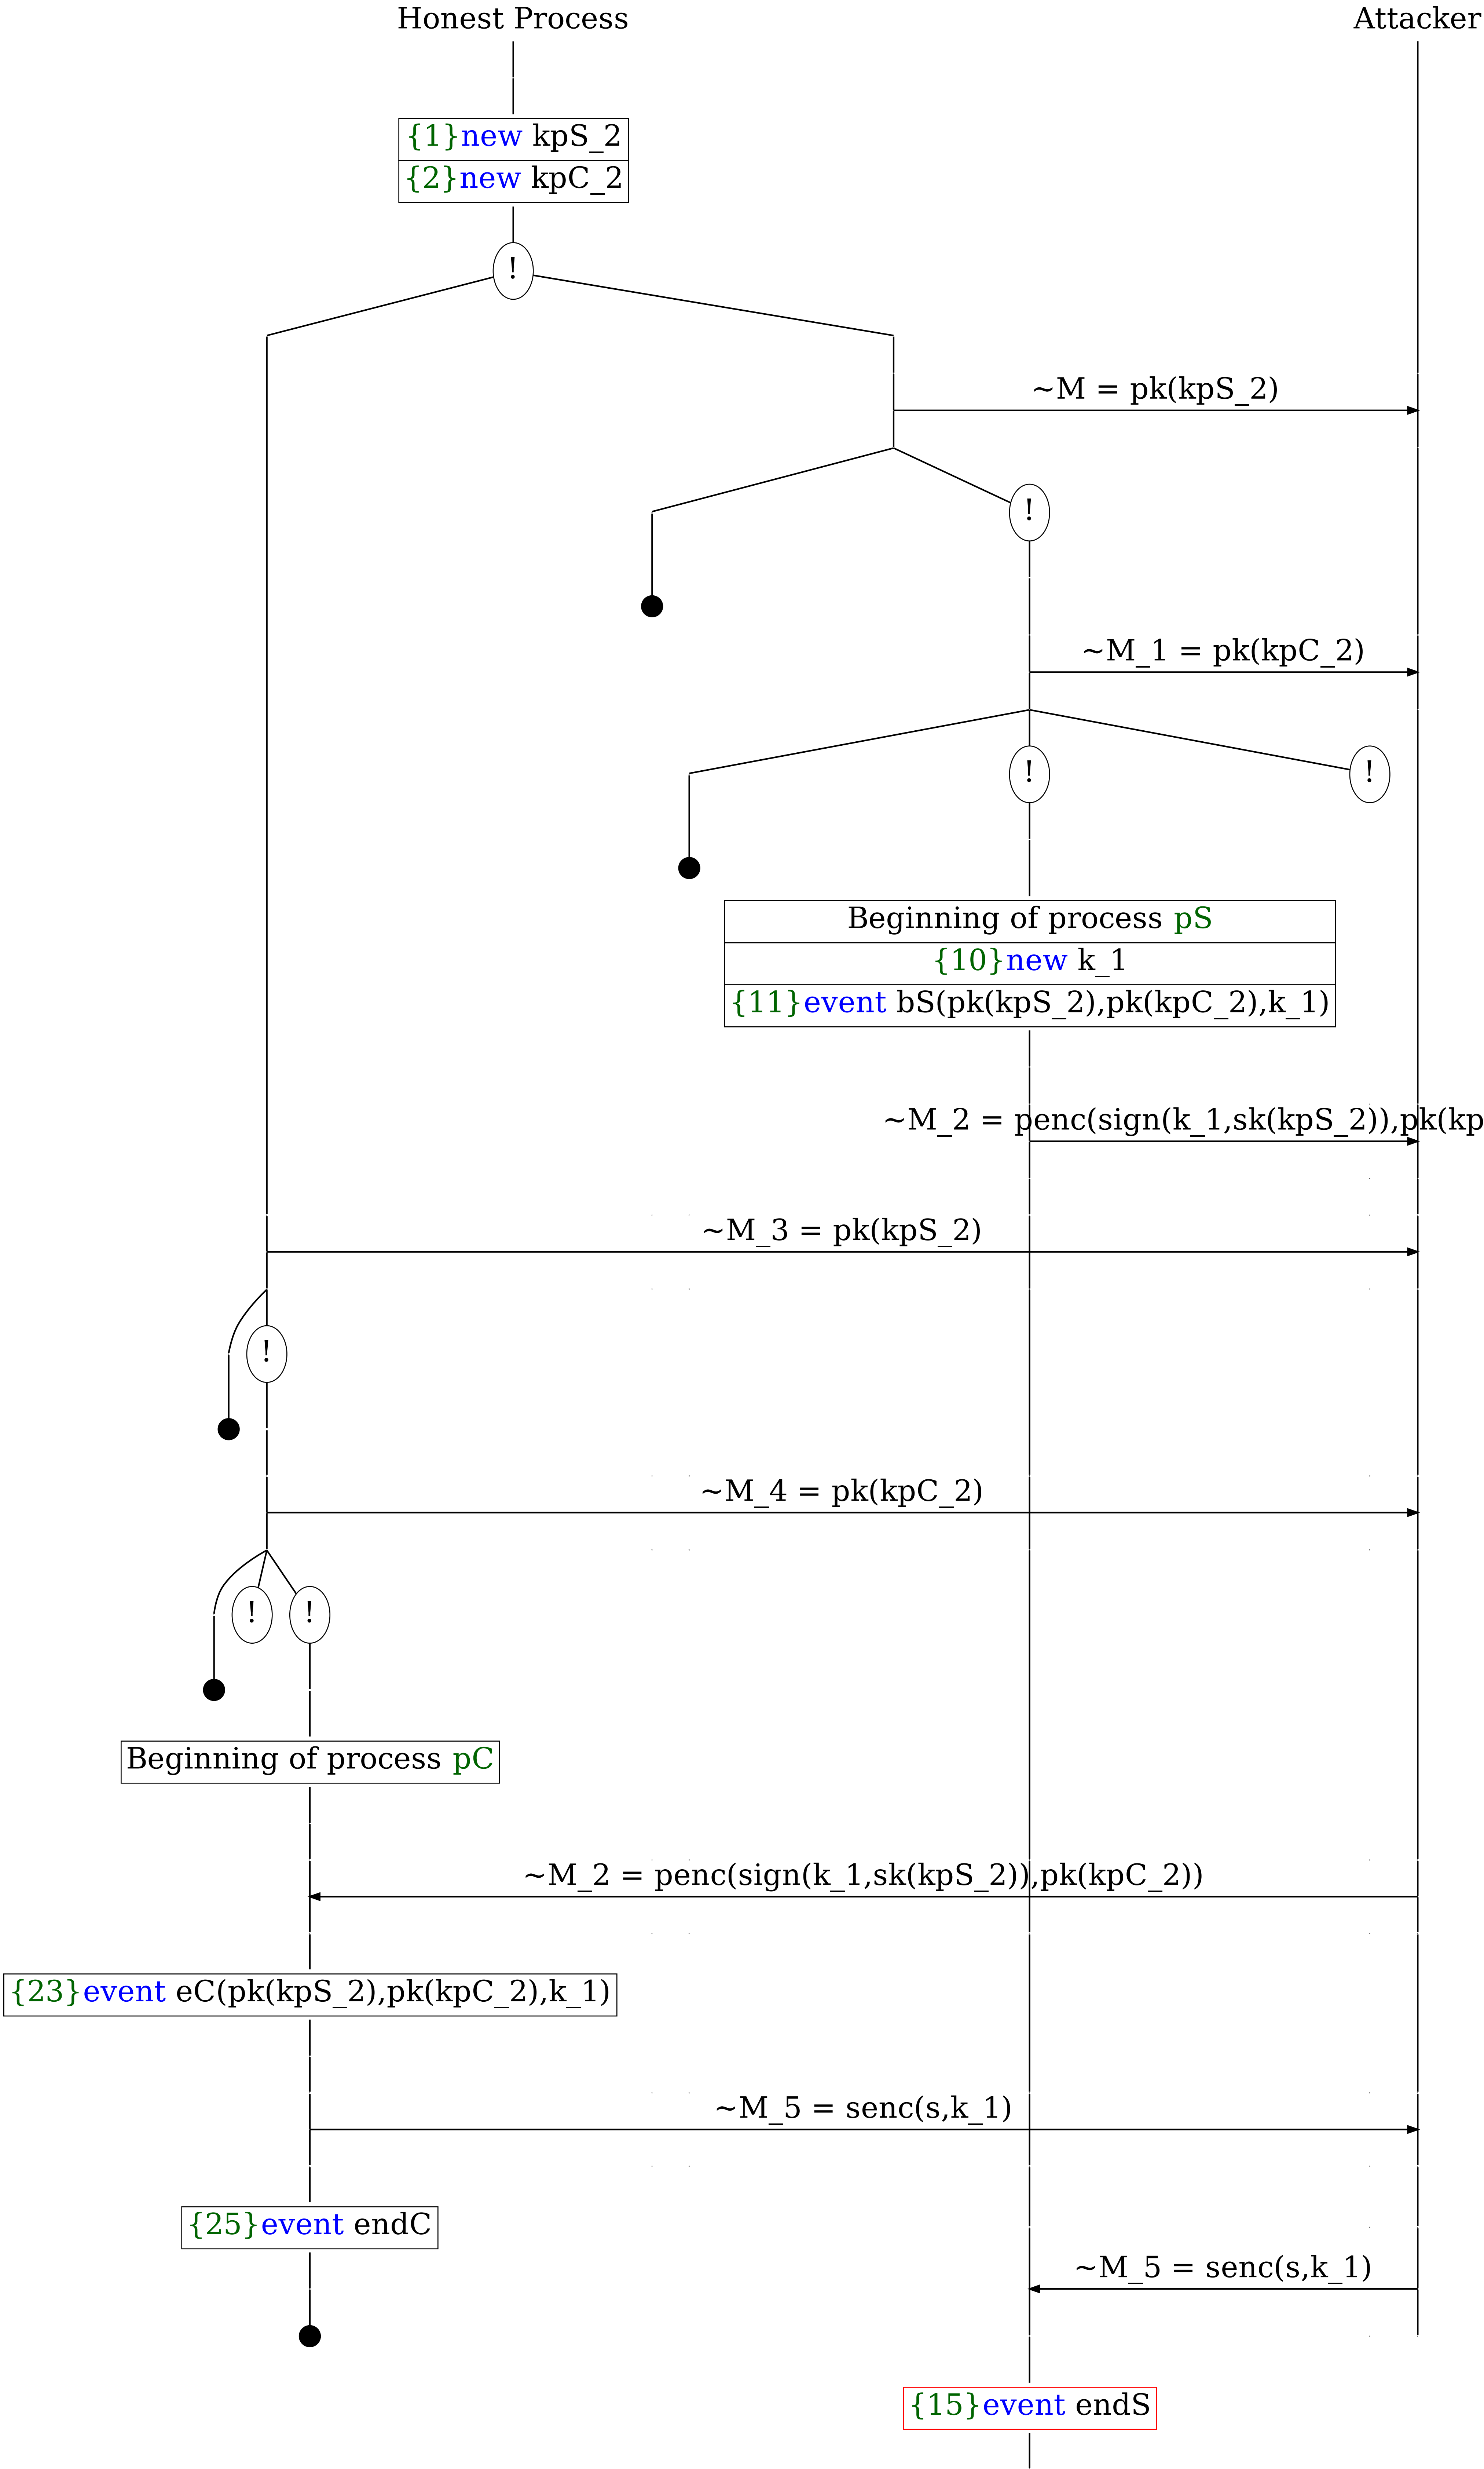 Honest Process
Attacker
{1}new kpS_2
{2}new kpC_2
!
~M = pk(kpS_2)
!
~M_1 = pk(kpC_2)
!
!
Beginning of process pS
{10}new k_1
{11}event bS(pk(kpS_2),pk(kpC_2),k_1)
~M_2 = penc(sign(k_1,sk(kpS_2)),pk(kp
~M_3 = pk(kpS_2)
!
~M_4 = pk(kpC_2)
!
!
Beginning of process pC
~M_2 = penc(sign(k_1,sk(kpS_2)),pk(kpC_2))
{23}event eC(pk(kpS_2),pk(kpC_2),k_1)
~M_5 = senc(s,k_1)
{25}event endC
~M_5 = senc(s,k_1)
{15}event endS